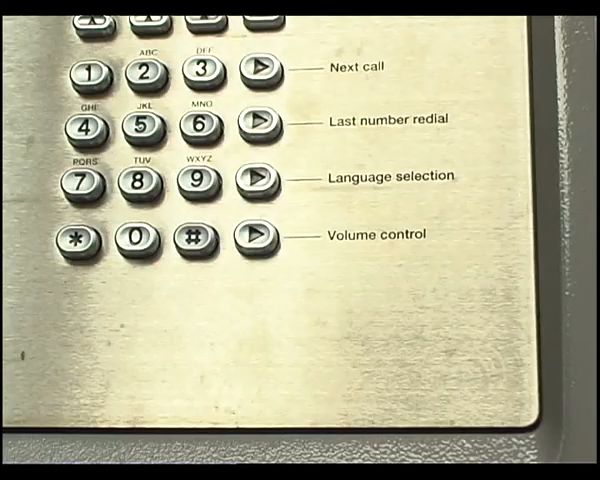 ABC DEF
1 2 3 Next call
GHI JKL MNO
4 5 6 Last number redial
PQRS TUV WXYZ
7 8 9 Language selection
* 0 # Volume control